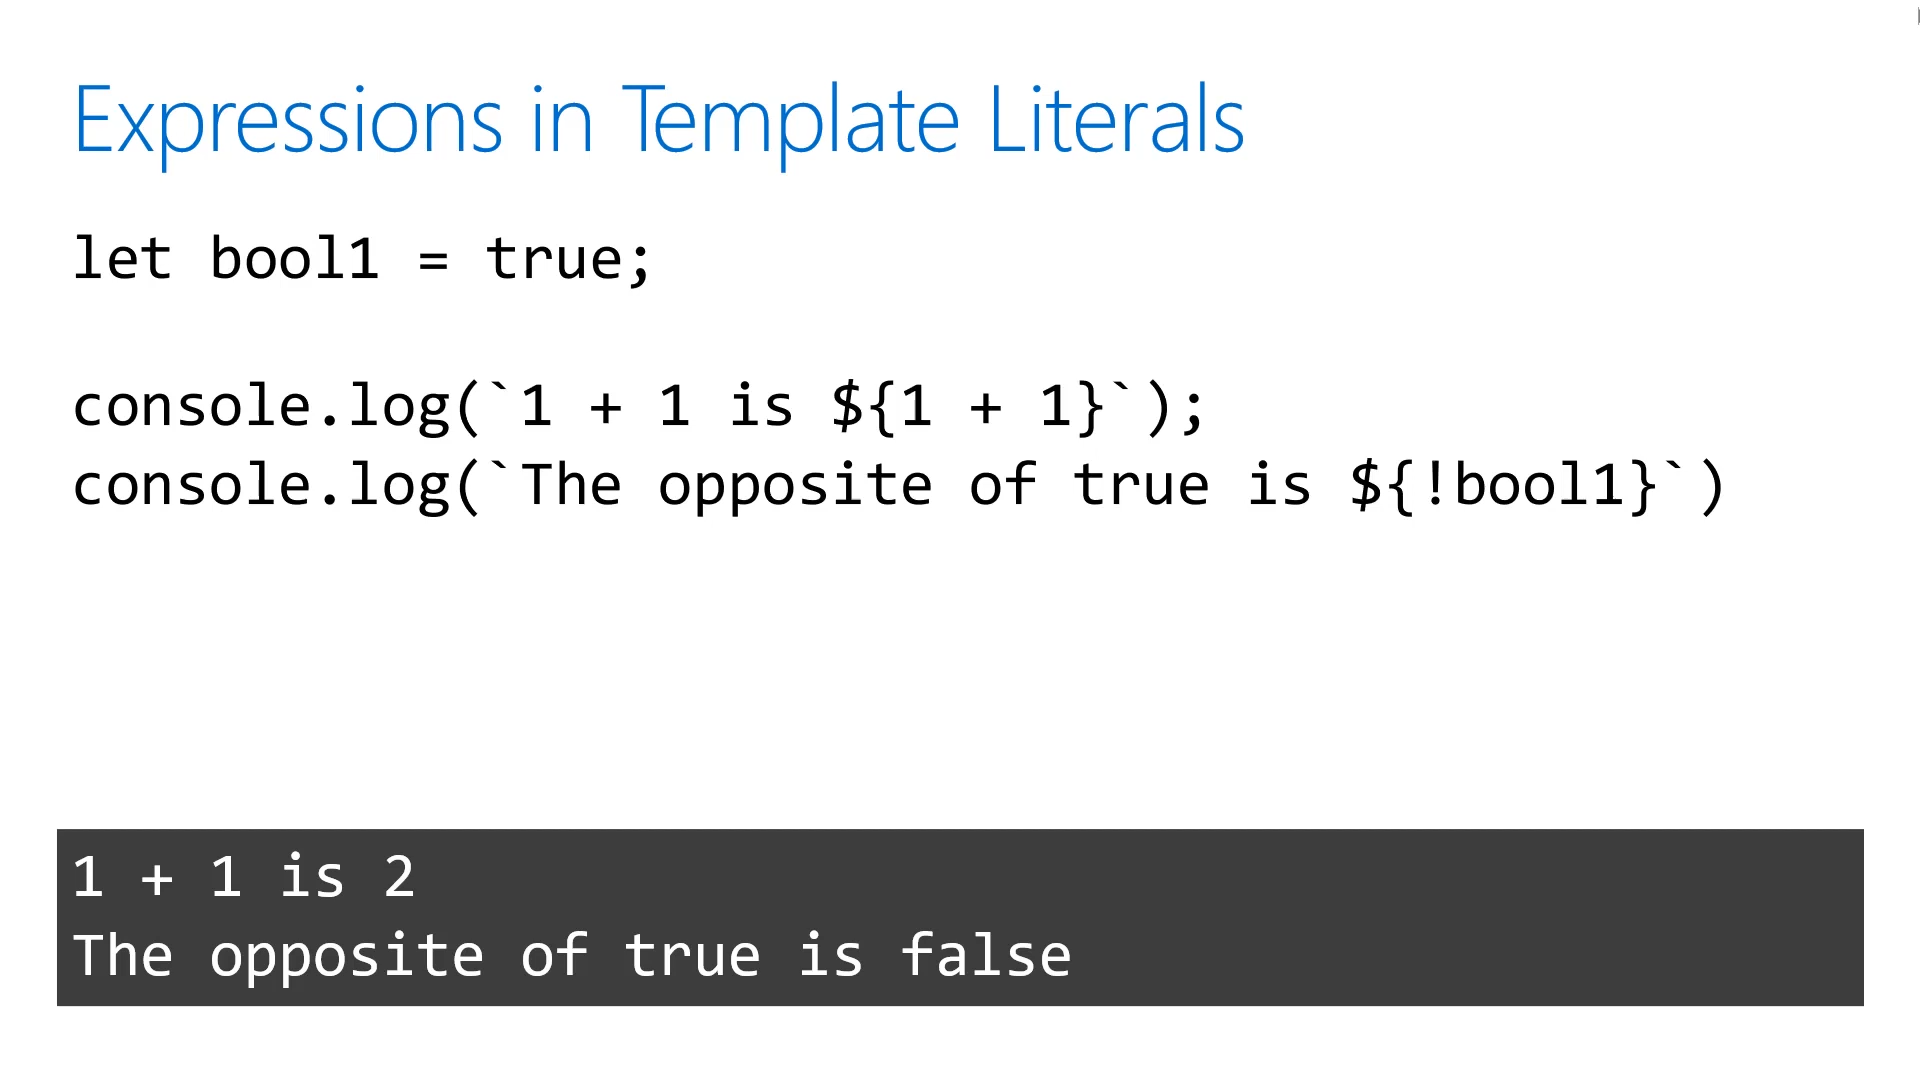 Expressions in Template Literals
let bool1 = true;
console.log(`1 + 1 is ${1 + 1}`);
console.log(`The opposite of true is ${!bool1}`)
1 + 1 is 2
The opposite of true is false